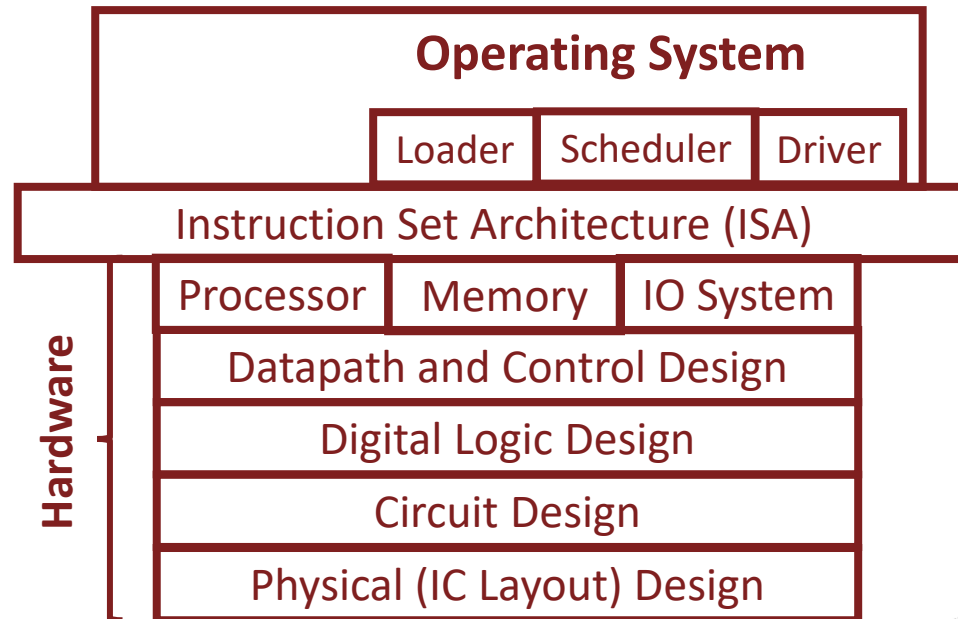 Operating System
Loader Scheduler Driver
Instruction Set Architecture (ISA)
Processor Memory IO System
Datapath and Control Design
Digital Logic Design
Circuit Design
Physical (IC Layout) Design
Hardware